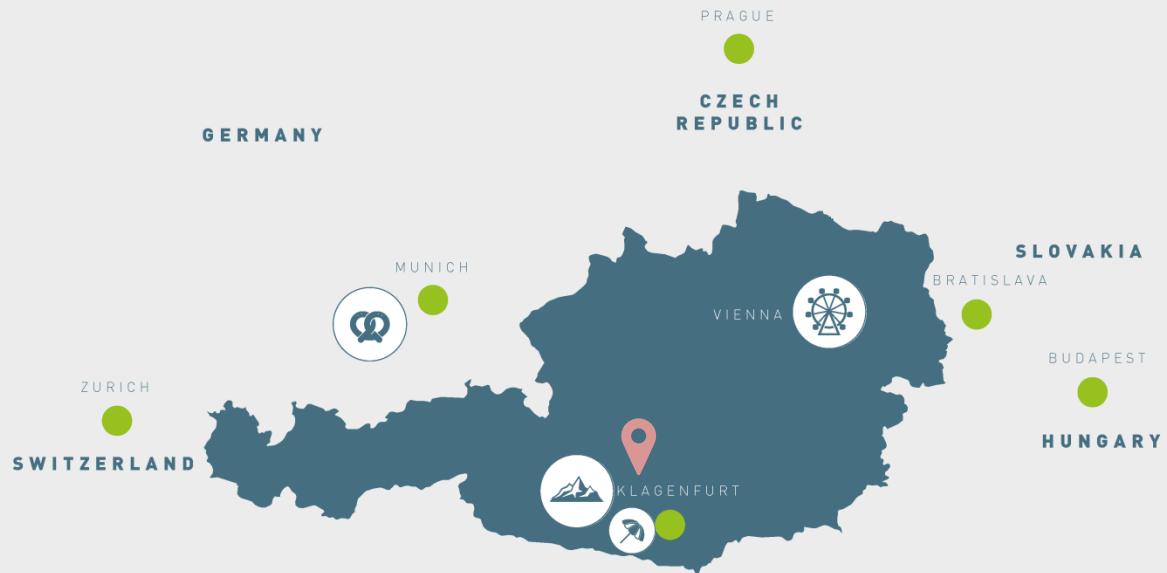 PRAGUE
CZECH
REPUBLIC
GERMANY
SLOVAKIA
MUNICH
BRATISLAVA
VIENNA
BUDAPEST
ZURICH
HUNGARY
SWITZERLAND
KLAGENFURT